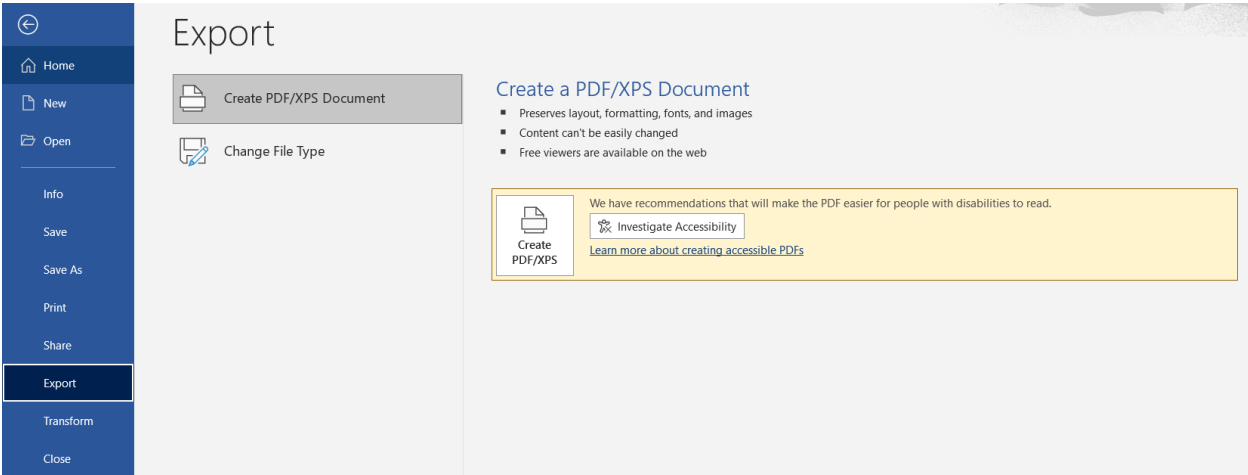 Export
Home
New
Open
Info
Save
Save As
Print
Share
Export
Transform
Close
Create PDF/XPS Document
Change File Type
Create a PDF/XPS Document
Preserves layout, formatting, fonts, and images
Content can't be easily changed
Free viewers are available on the web
Create
PDF/XPS
We have recommendations that will make the PDF easier for people with disabilities to read.
Investigate Accessibility
Learn more about creating accessible PDFs